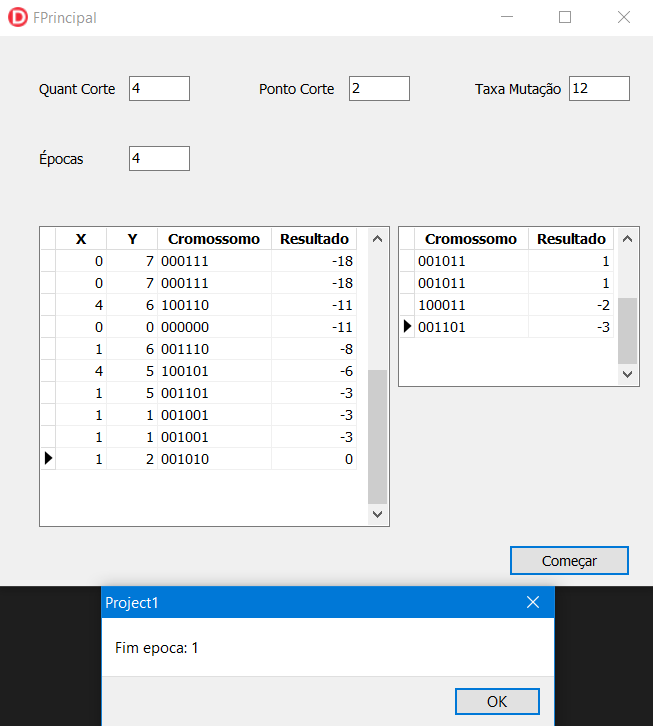 FPrincipal
Quant Corte 4 Ponto Corte 2 Taxa Mutação 12
Épocas 4
X Y Cromossomo Resultado
0 7 000111 -18
0 7 000111 -18
4 6 100110 -11
0 0 000000 -11
1 6 001110 -8
4 5 100101 -6
1 5 001101 -3
1 1 001001 -3
1 1 001001 -3
1 2 001010 0
Cromossomo Resultado
001011 1
001011 1
100011 -2
001101 -3
Começar
Project1
Fim epoca: 1
OK